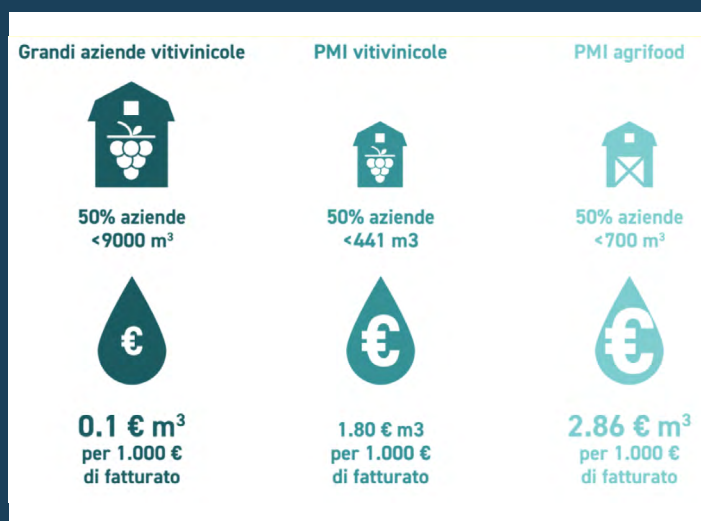 Grandi aziende vitivinicole
50% aziende
<9000 m³
€
0.1 € m³
per 1.000 €
di fatturato
PMI vitivinicole
50% aziende
<441 m3
€
1.80 € m3
per 1.000 €
di fatturato
PMI agrifood
50% aziende
<700 m³
€
2.86 € m³
per 1.000 €
di fatturato